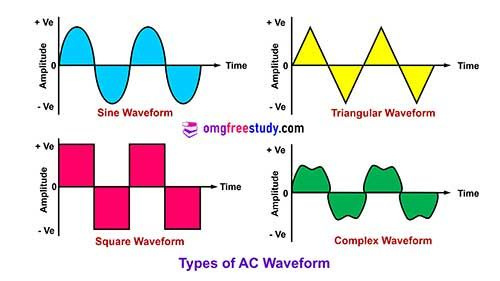 + Ve
Amplitude
0
Time
- Ve
Sine Waveform
+ Ve
Amplitude
0
Time
- Ve
Triangular Waveform
omgfreestudy.com
+ Ve
Amplitude
0
Time
- Ve
Square Waveform
+ Ve
Amplitude
0
Time
- Ve
Complex Waveform
Types of AC Waveform